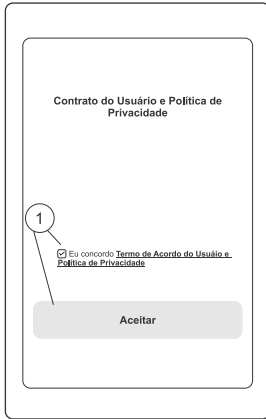 Contrato do Usuário e Política de
Privacidade
1
Eu concordo Termo de Acordo do Usuáio e
Política de Privacidade
Aceitar